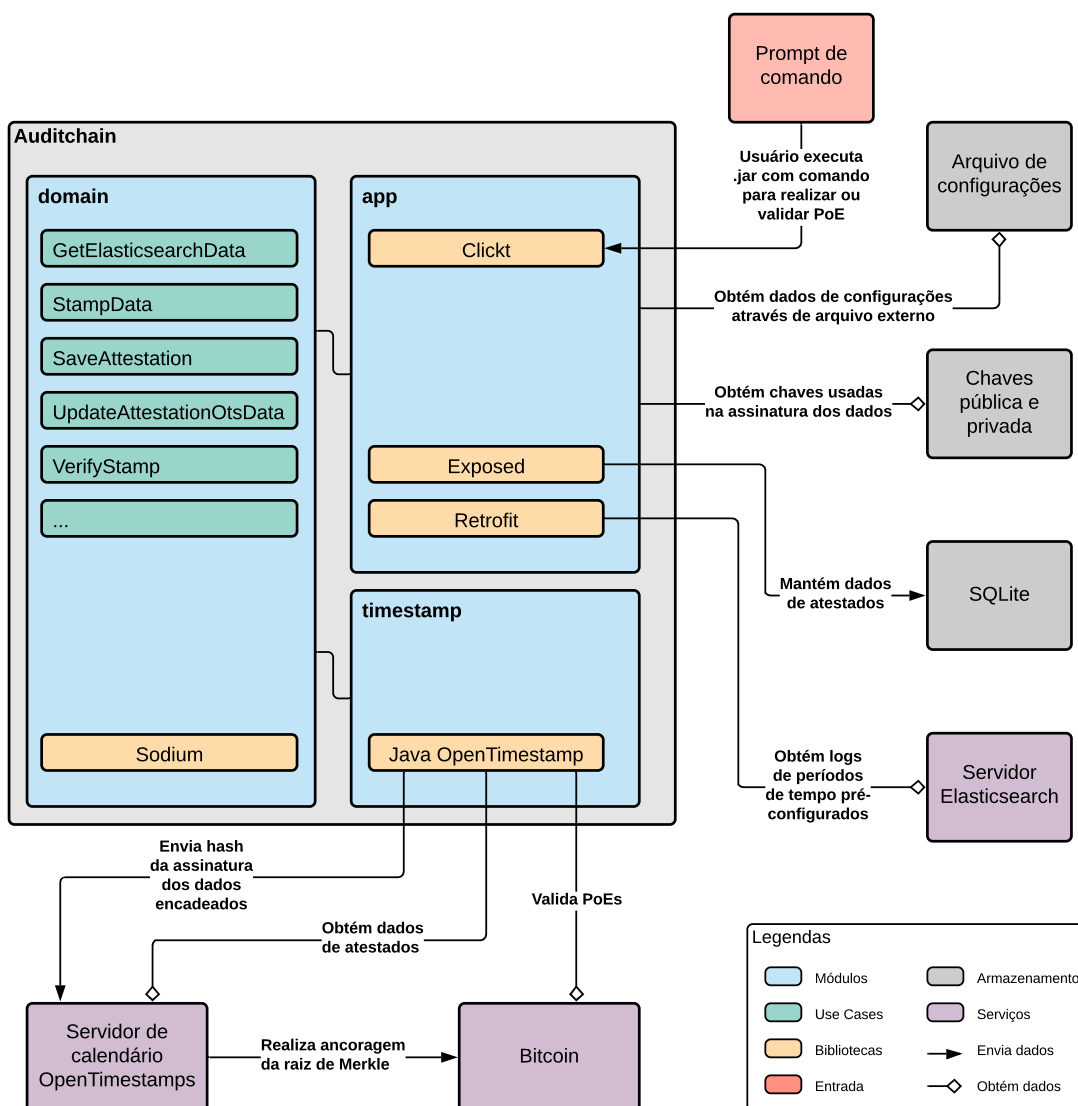 Prompt de
comando
Auditchain
Usuário executa
.jar com comando
para realizar ou
validar PoE
Arquivo de
configurações
domain
app
GetElasticsearchData
Clickt
StampData
Obtém dados de configurações
através de arquivo externo
SaveAttestation
Chaves
pública e
privada
UpdateAttestationOtsData
Obtém chaves usadas
na assinatura dos dados
VerifyStamp
Exposed
...
Retrofit
Mantém dados
de atestados
SQLite
timestamp
Sodium
Java OpenTimestamp
Obtém logs
de períodos
de tempo pré-
configurados
Servidor
Elasticsearch
Envia hash
da assinatura
dos dados
encadeados
Valida PoEs
Obtém dados
de atestados
Servidor de
calendário
OpenTimestamps
Realiza ancoragem
da raiz de Merkle
Bitcoin
Legendas
Módulos
Armazenamento
Use Cases
Serviços
Bibliotecas
Envia dados
Entrada
Obtém dados